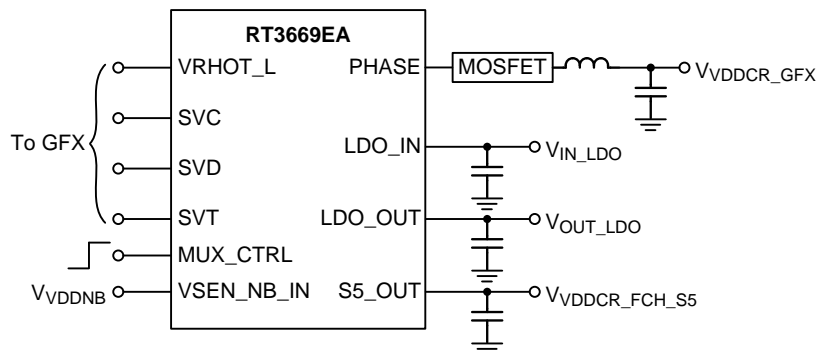 RT3669EA
VRHOT_L
PHASE
MOSFET
VVDDCR_GFX
SVC
To GFX
LDO_IN
VIN_LDO
SVD
SVT
LDO_OUT
VOUT_LDO
MUX_CTRL
VVDDNB
VSEN_NB_IN
S5_OUT
VVDDCR_FCH_S5